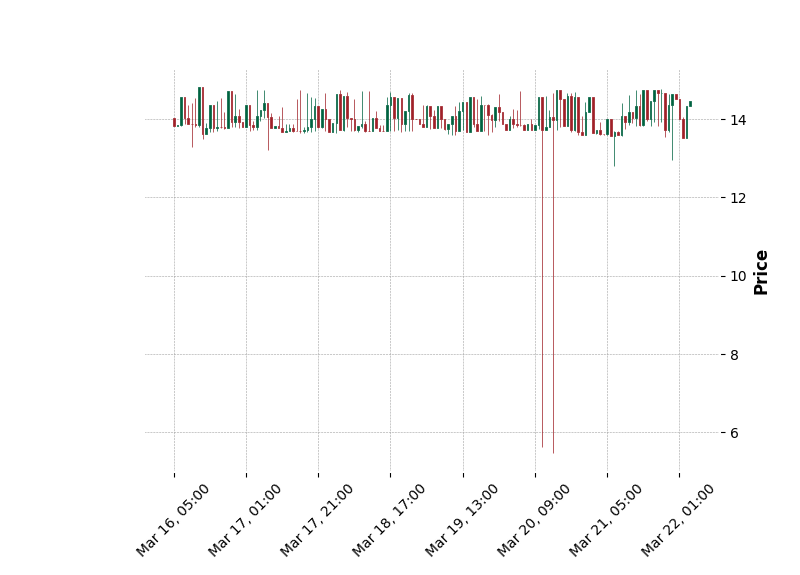 14
12
10
8
6
Price
Mar 16, 05:00
Mar 17, 01:00
Mar 17, 21:00
Mar 18, 17:00
Mar 19, 13:00
Mar 20, 09:00
Mar 21, 05:00
Mar 22, 01:00